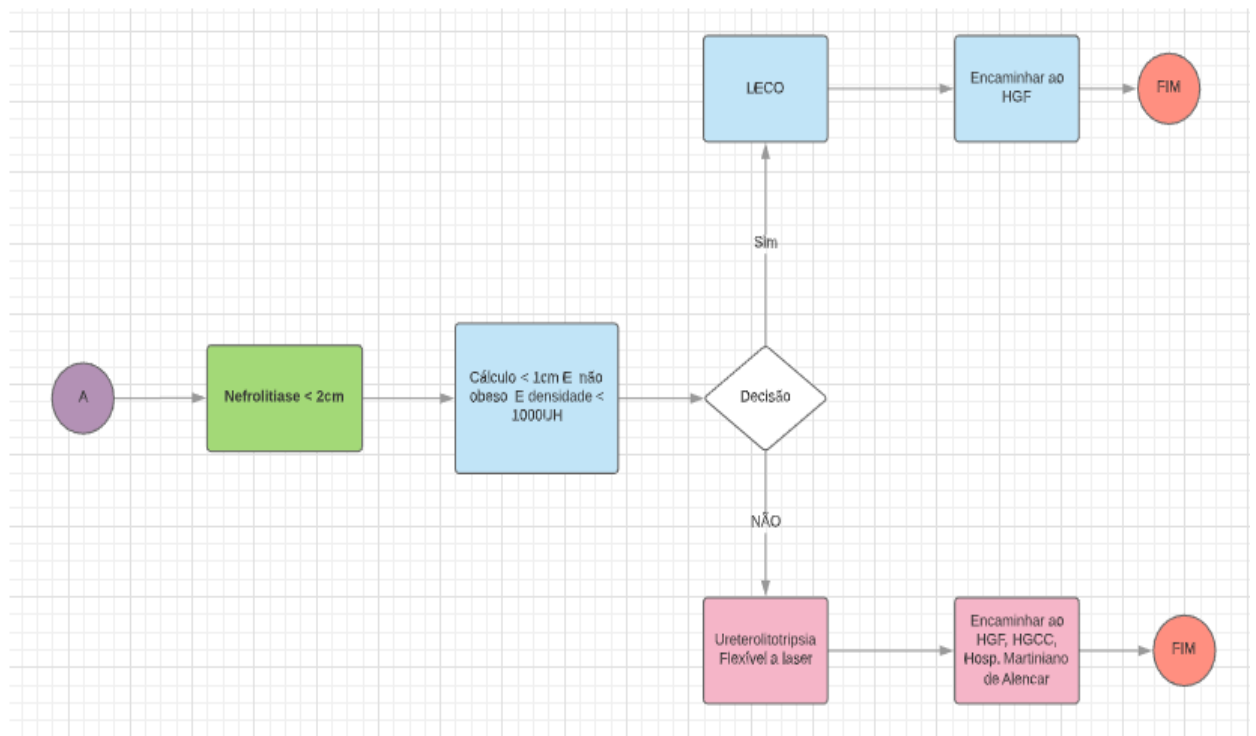 LECO
Encaminhar ao
HGF
FIM
Sim
A
Nefrolitiase < 2cm
Cálculo < 1cm E não
obeso E densidade <
1000UH
Decisão
NÃO
Ureterolitotripsia
Flexível a laser
Encaminhar ao
HGF, HGCC,
Hosp. Martiniano
de Alencar
FIM